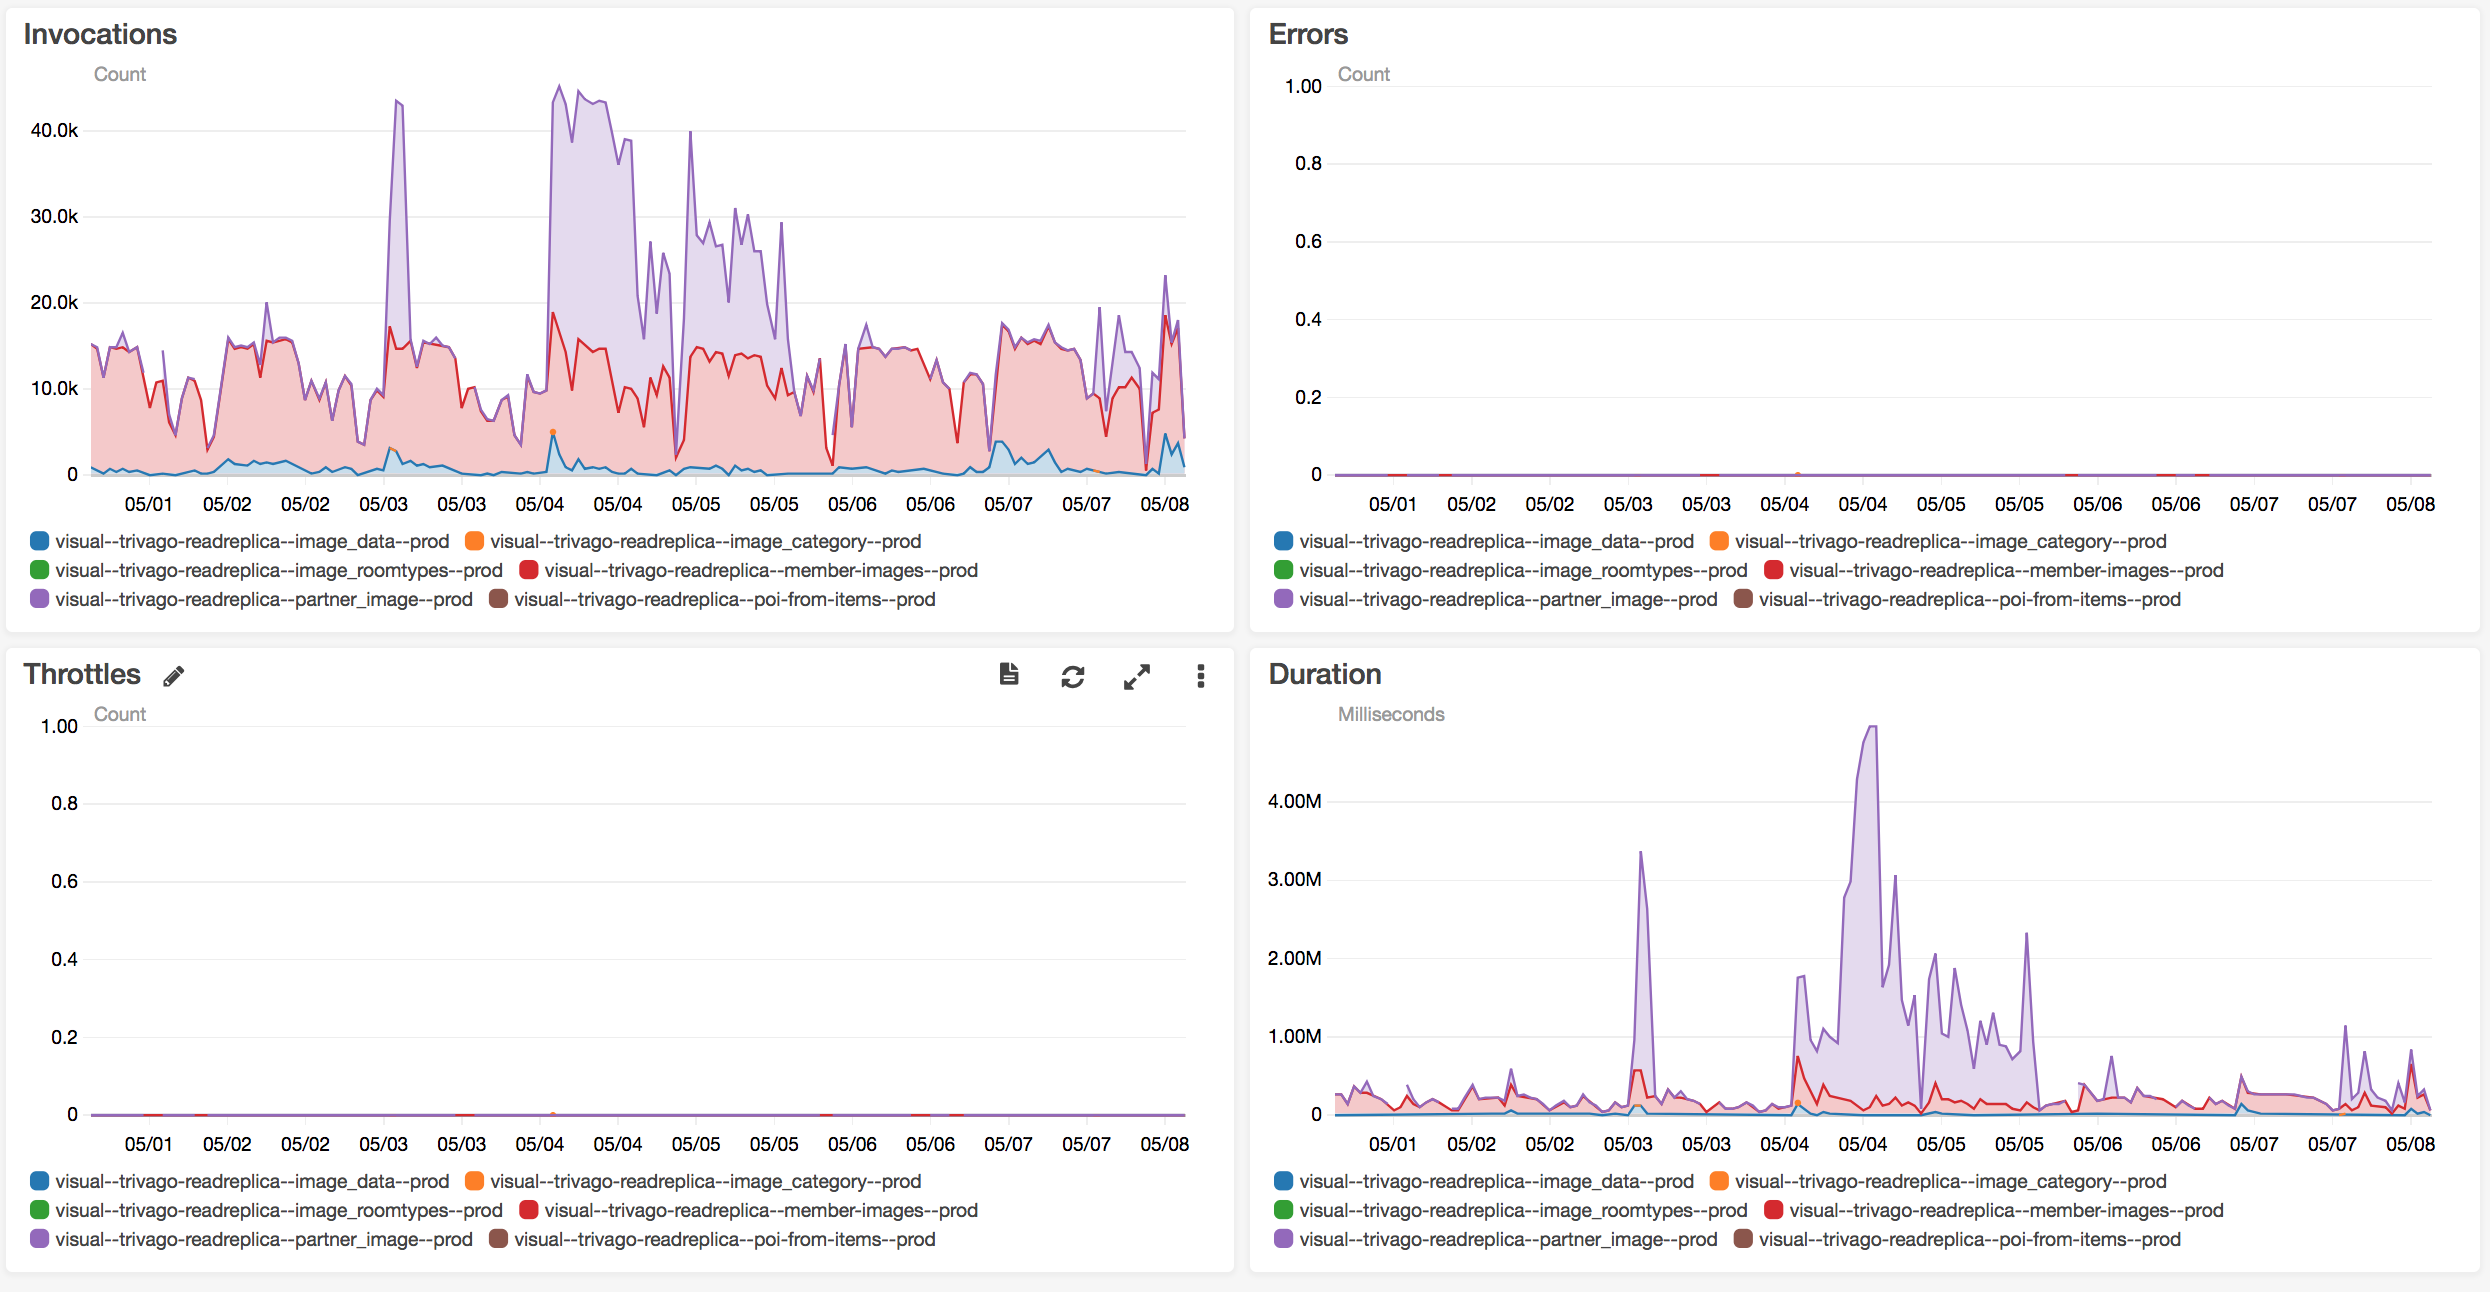 Invocations
Count
40.0k
30.0k
20.0k
10.0k
0
05/01 05/02 05/02 05/03 05/03 05/04 05/04 05/05 05/05 05/06 05/06 05/07 05/07 05/08
visual--trivago-readreplica--image_data--prod visual--trivago-readreplica--image_category--prod
visual--trivago-readreplica--image_roomtypes--prod visual--trivago-readreplica--member-images--prod
visual--trivago-readreplica--partner_image--prod visual--trivago-readreplica--poi-from-items--prod
Errors
Count
1.00
0.8
0.6
0.4
0.2
0
05/01 05/02 05/02 05/03 05/03 05/04 05/04 05/05 05/05 05/06 05/06 05/07 05/07 05/08
visual--trivago-readreplica--image_data--prod visual--trivago-readreplica--image_category--prod
visual--trivago-readreplica--image_roomtypes--prod visual--trivago-readreplica--member-images--prod
visual--trivago-readreplica--partner_image--prod visual--trivago-readreplica--poi-from-items--prod
Throttles
Count
1.00
0.8
0.6
0.4
0.2
0
05/01 05/02 05/02 05/03 05/03 05/04 05/04 05/05 05/05 05/06 05/06 05/07 05/07 05/08
visual--trivago-readreplica--image_data--prod visual--trivago-readreplica--image_category--prod
visual--trivago-readreplica--image_roomtypes--prod visual--trivago-readreplica--member-images--prod
visual--trivago-readreplica--partner_image--prod visual--trivago-readreplica--poi-from-items--prod
Duration
Milliseconds
4.00M
3.00M
2.00M
1.00M
0
05/01 05/02 05/02 05/03 05/03 05/04 05/04 05/05 05/05 05/06 05/06 05/07 05/07 05/08
visual--trivago-readreplica--image_data--prod visual--trivago-readreplica--image_category--prod
visual--trivago-readreplica--image_roomtypes--prod visual--trivago-readreplica--member-images--prod
visual--trivago-readreplica--partner_image--prod visual--trivago-readreplica--poi-from-items--prod